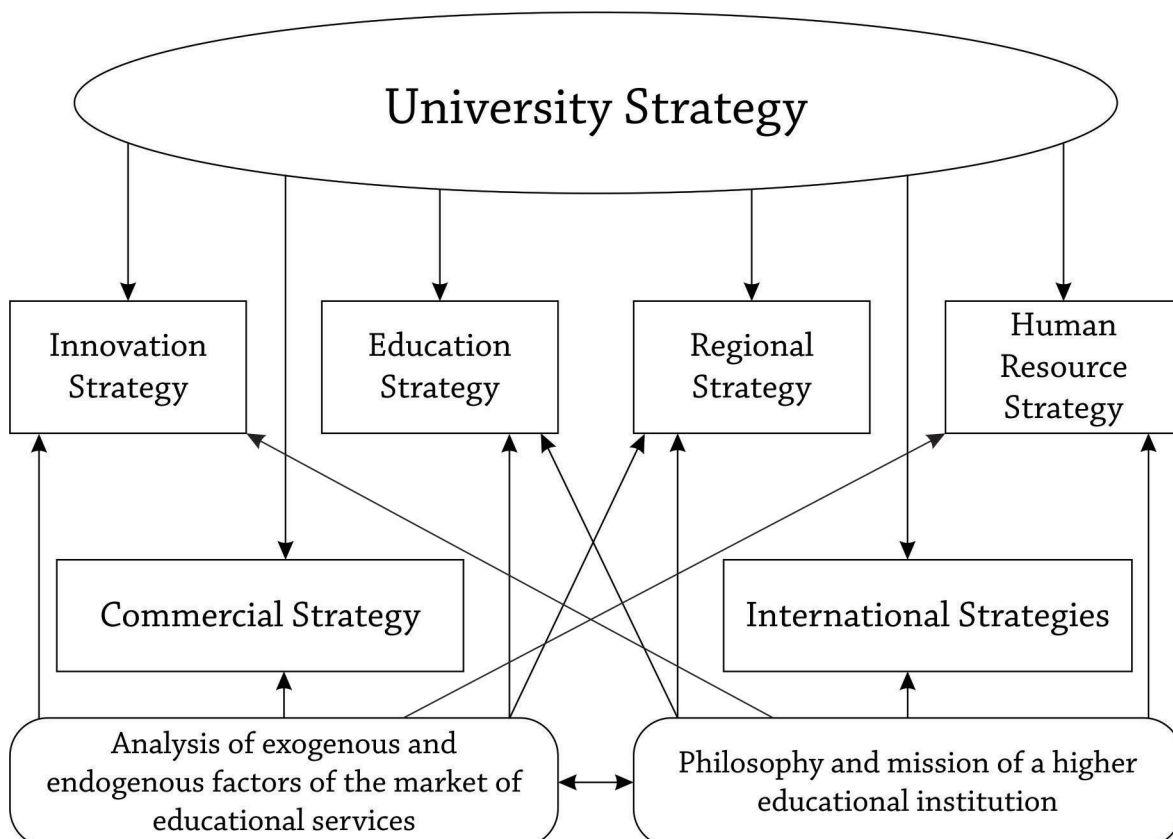 University Strategy
Innovation
Strategy
Education
Strategy
Regional
Strategy
Human
Resource
Strategy
Commercial Strategy
International Strategies
Analysis of exogenous and
endogenous factors of the market of
educational services
Philosophy and mission of a higher
educational institution